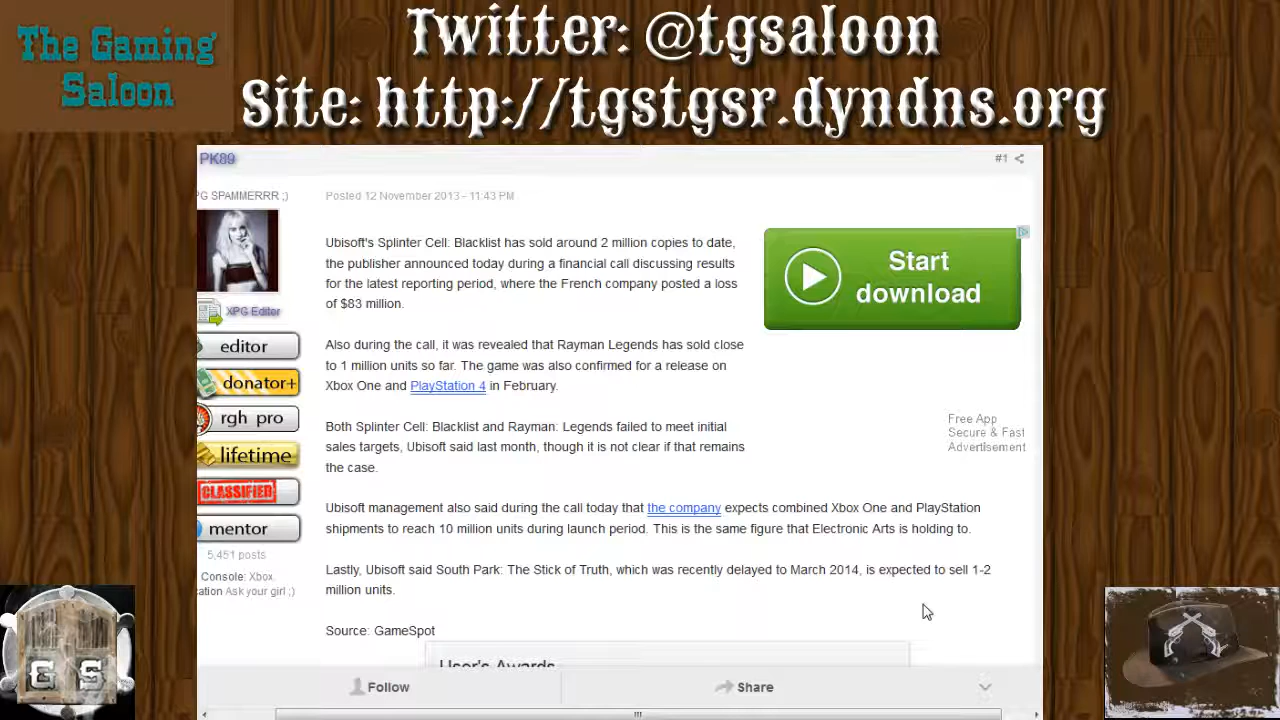 The Gaming
Saloon
Twitter: @tgsaloon
Site: http://tgstgsr.dyndns.org
PK89
#1
PG SPAMMERRR ;)
Posted 12 November 2013 - 11:43 PM
XPG Editor
editor
donator+
rgh pro
lifetime
CLASSIFIED
mentor
5,451 posts
Console: Xbox
cation Ask your girl ;)
Ubisoft's Splinter Cell: Blacklist has sold around 2 million copies to date,
the publisher announced today during a financial call discussing results
for the latest reporting period, where the French company posted a loss
of $83 million.
Start
download
Also during the call, it was revealed that Rayman Legends has sold close
to 1 million units so far. The game was also confirmed for a release on
Xbox One and PlayStation 4 in February.
Free App
Secure & Fast
Advertisement
Both Splinter Cell: Blacklist and Rayman: Legends failed to meet initial
sales targets, Ubisoft said last month, though it is not clear if that remains
the case.
Ubisoft management also said during the call today that the company expects combined Xbox One and PlayStation
shipments to reach 10 million units during launch period. This is the same figure that Electronic Arts is holding to.
Lastly, Ubisoft said South Park: The Stick of Truth, which was recently delayed to March 2014, is expected to sell 1-2
million units.
Source: GameSpot
User's Awards
Follow
Share
G S